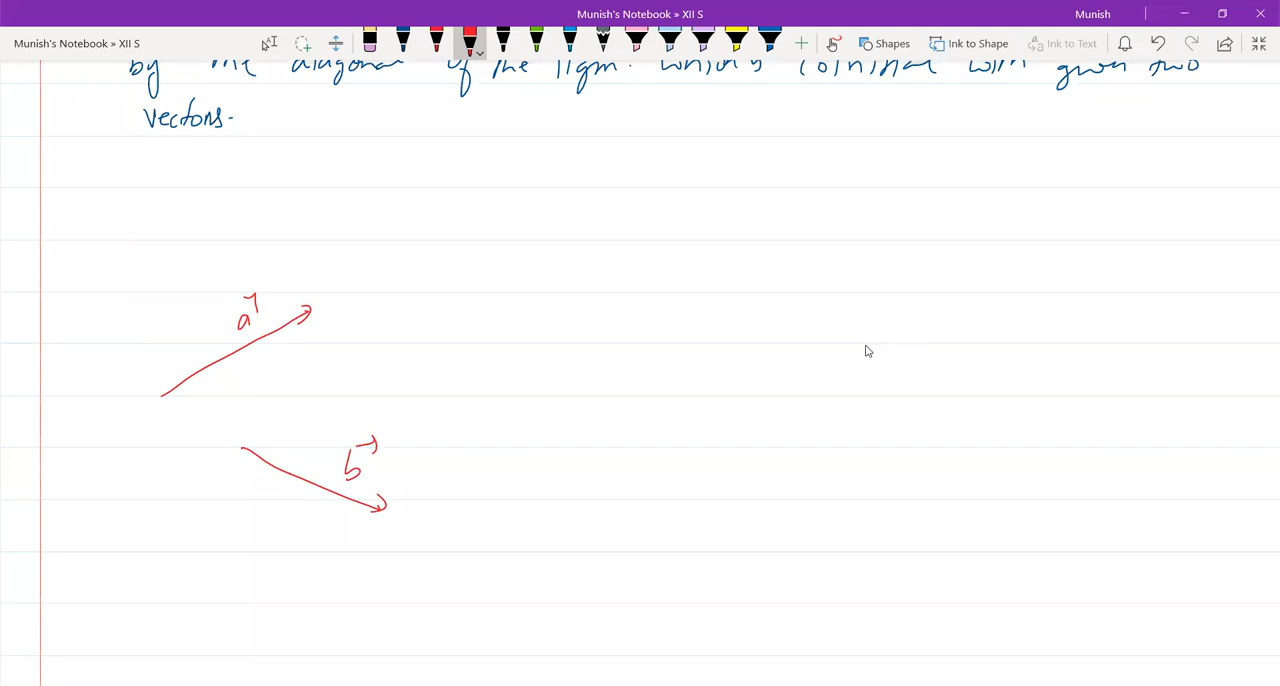 Munish's Notebook » XII S
Munish
Munish's Notebook » XII S
Shapes
Ink to Shape
Ink to Text
by the diagonal of the llgm. which is coinitial with given two
vectors.
a→
b→